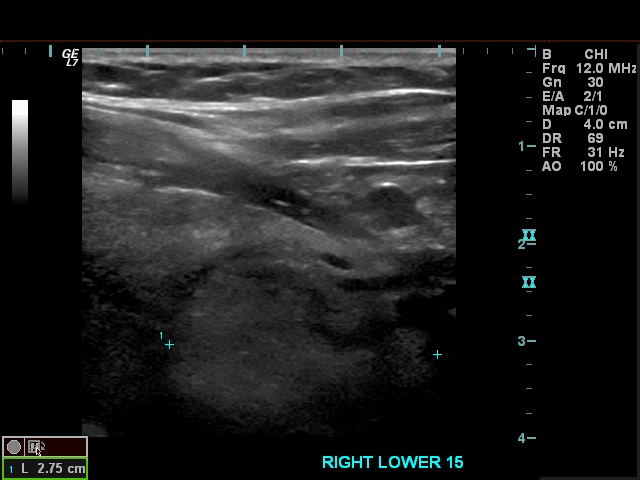 GE
L7
B CHI
Frq 12.0 MHz
Gn 30
E/A 2/1
Map C/1/0
D 4.0 cm
DR 69
FR 31 Hz
AO 100 %
1
2
3
4
1
1 L 2.75 cm
RIGHT LOWER 15